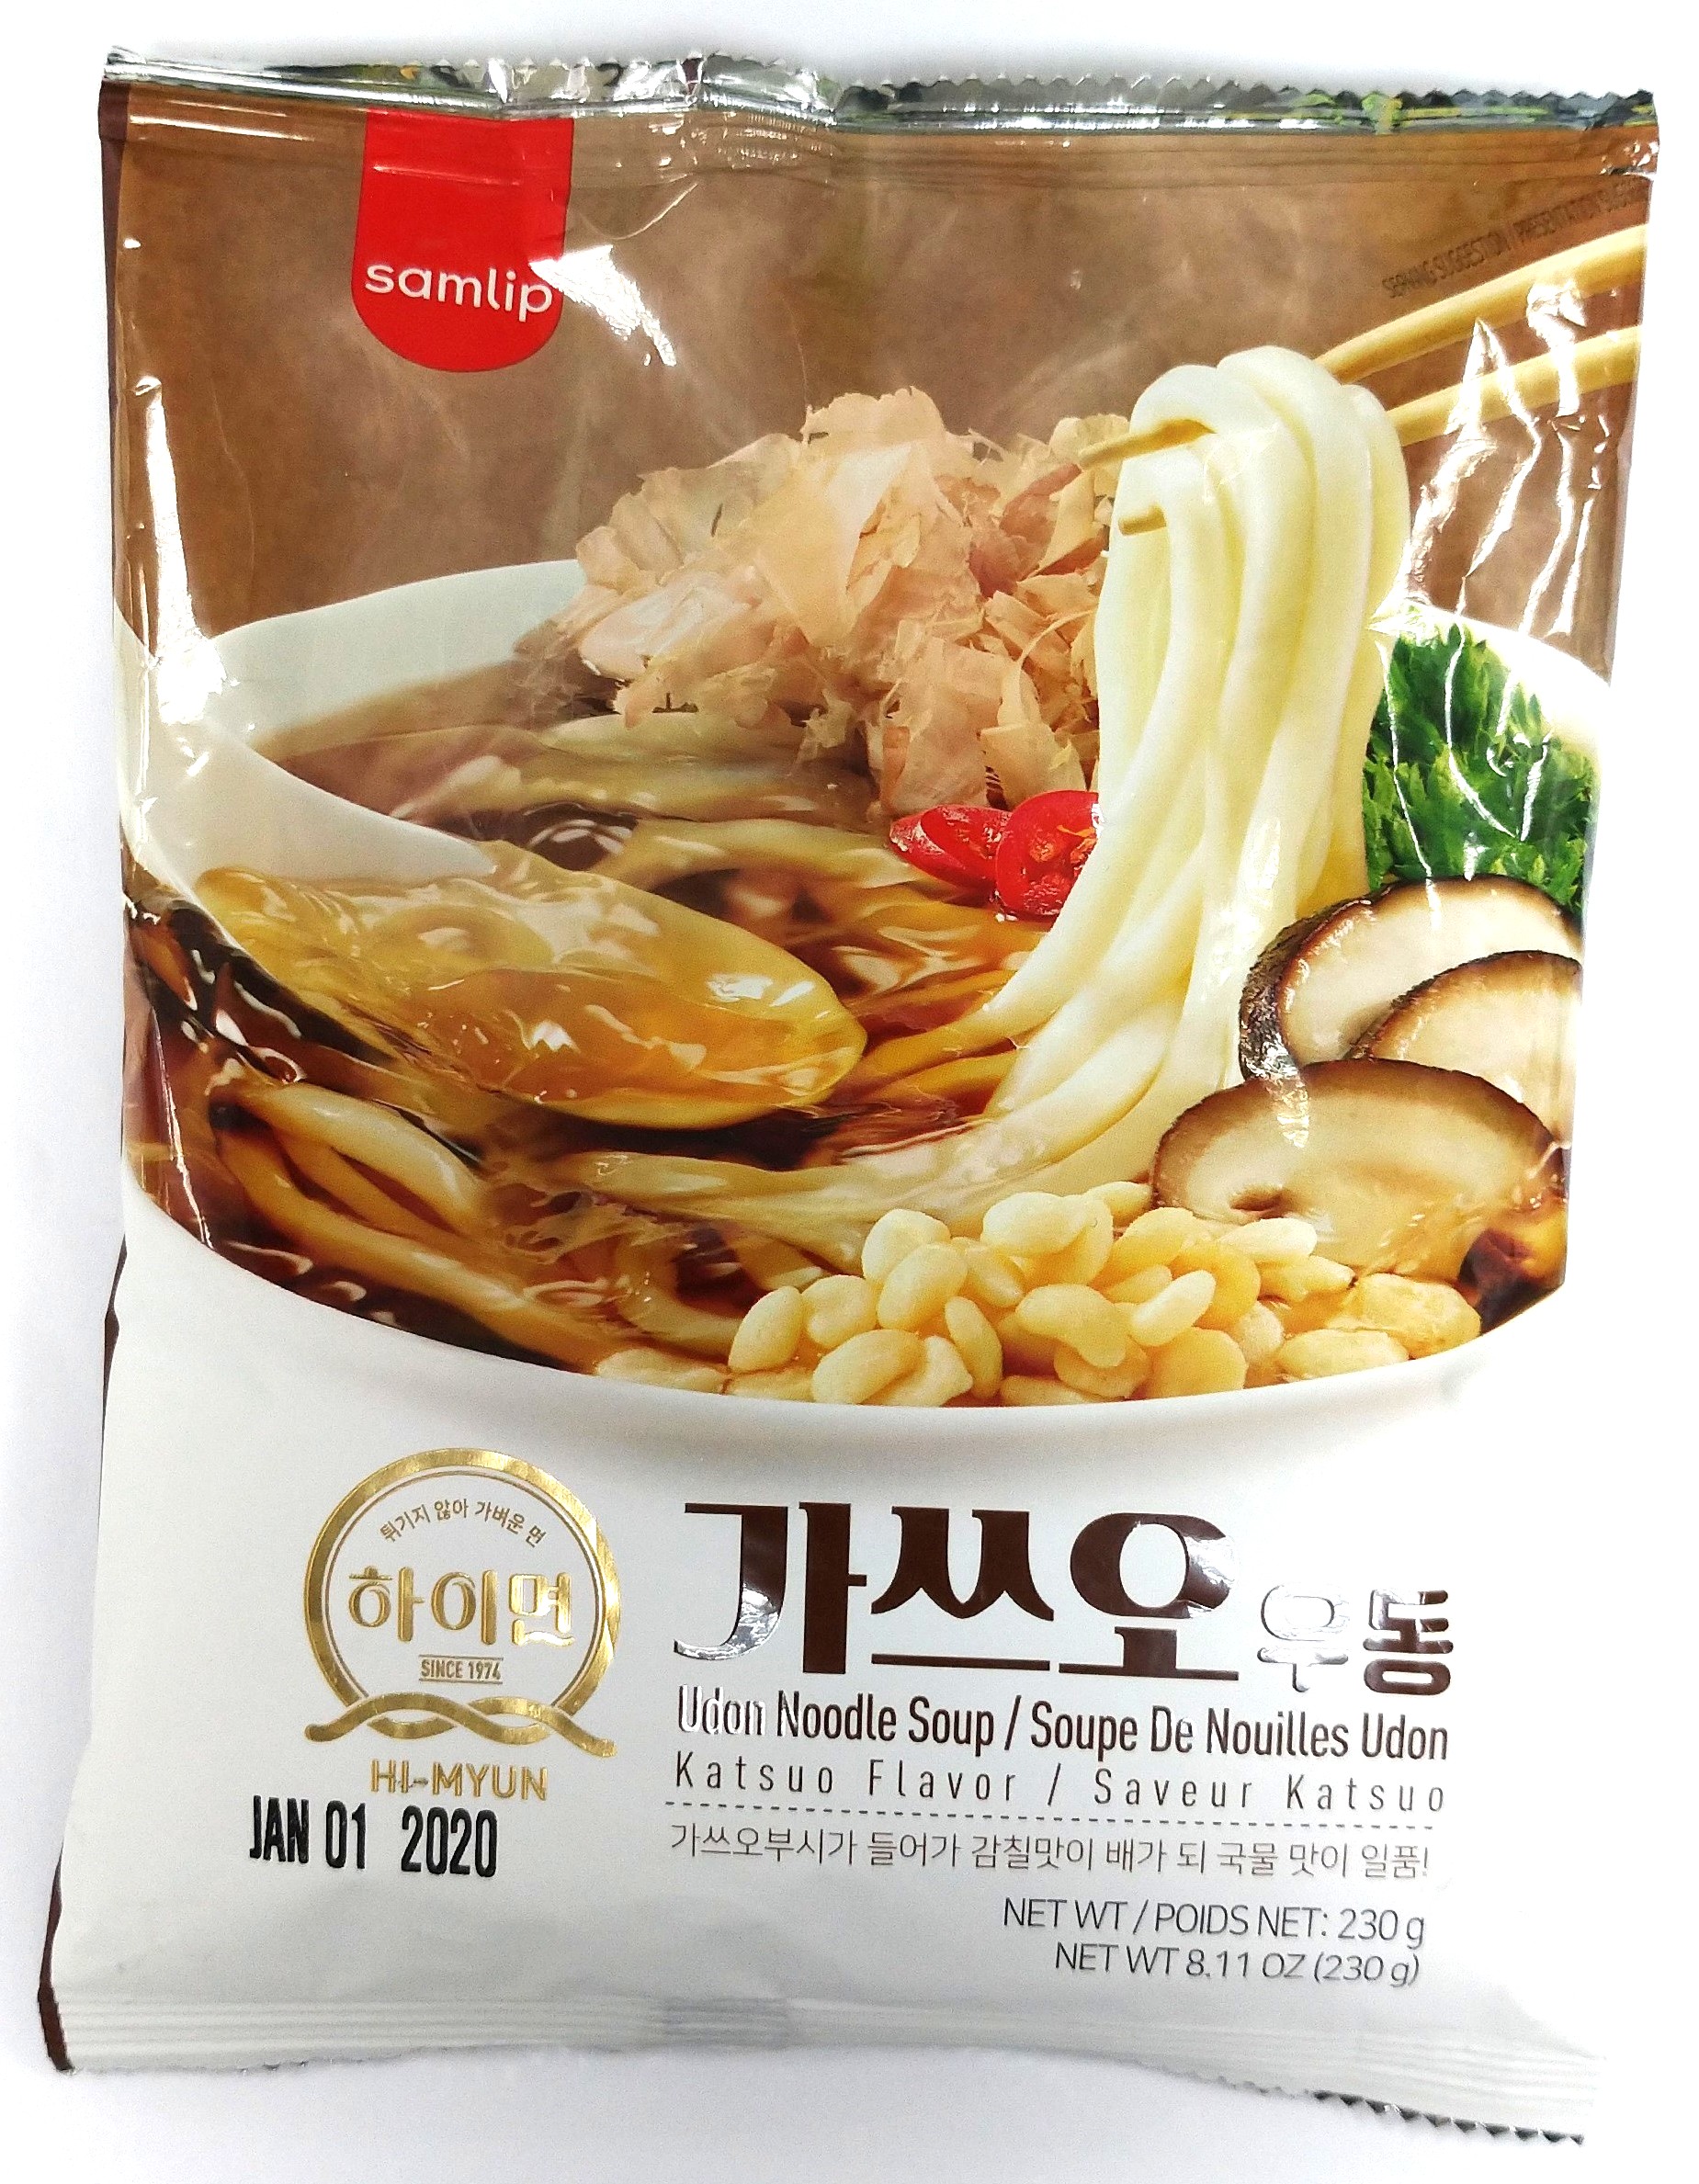 samlip
SERVING SUGGESTION / PRESENTATION
튀기지 않아 가벼운 면
하이면
SINCE 1974
HI-MYUN
JAN 01 2020
가쓰오 우동
Udon Noodle Soup / Soupe De Nouilles Udon
Katsuo Flavor / Saveur Katsuo
가쓰오부시가 들어가 감칠맛이 배가 되 국물 맛이 일품!
NET WT / POIDS NET: 230 g
NET WT 8.11 OZ (230 g)